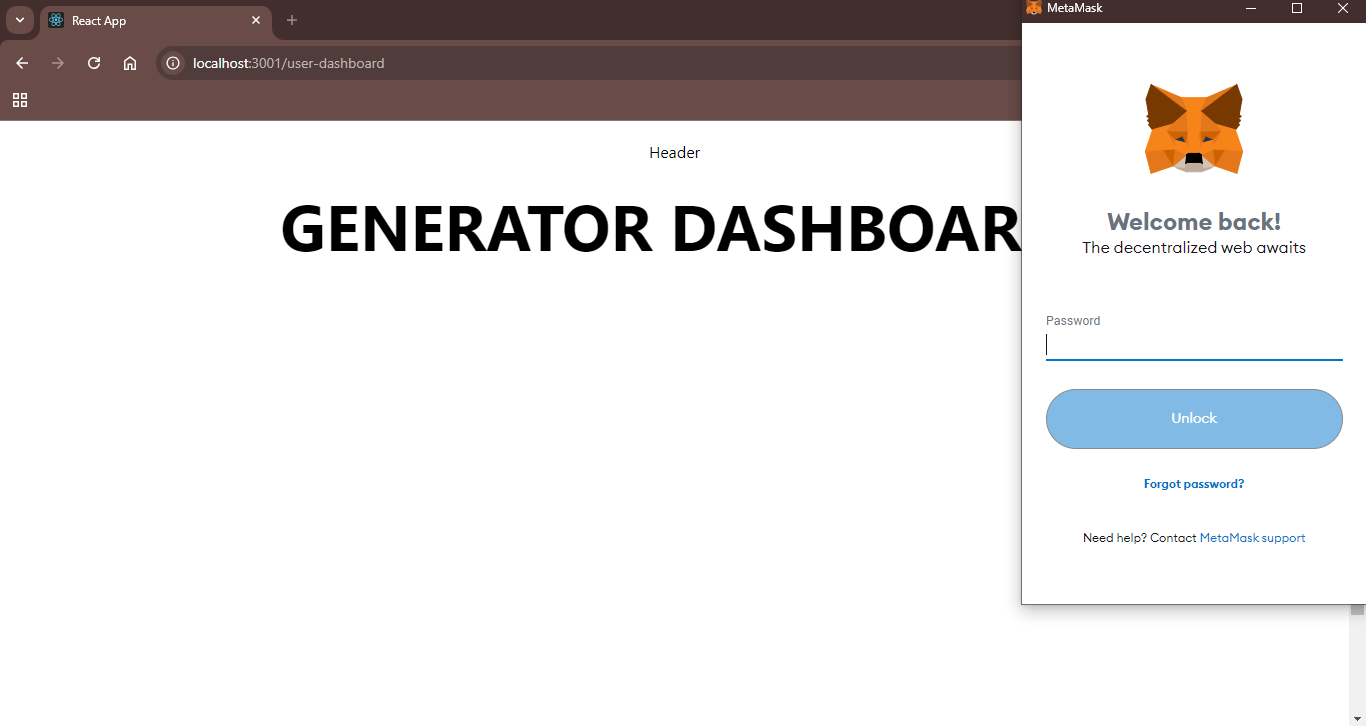 React App
localhost:3001/user-dashboard
Header
GENERATOR DASHBOAR
MetaMask
Welcome back!
The decentralized web awaits
Password
Unlock
Forgot password?
Need help? Contact MetaMask support